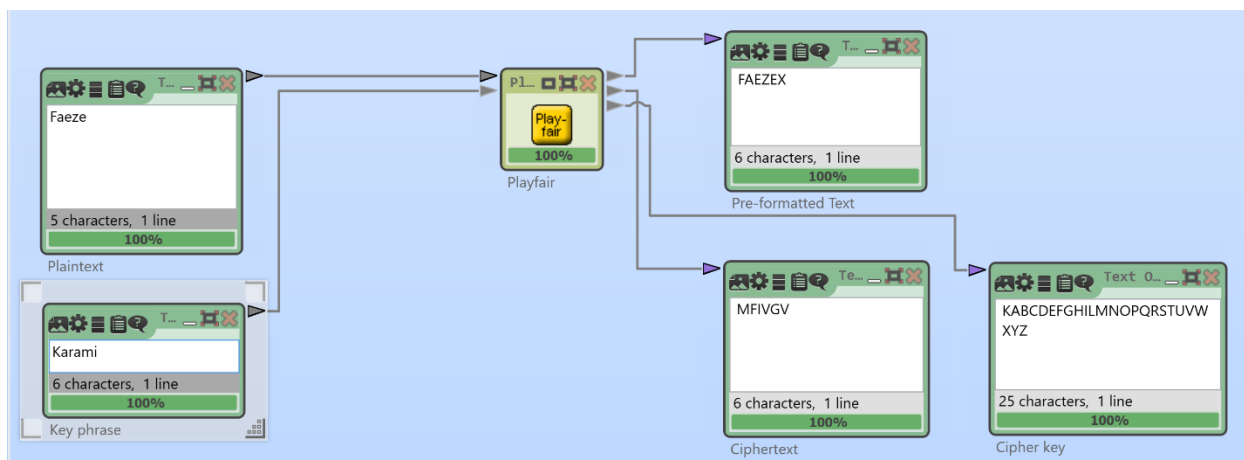 T...
Faeze
5 characters, 1 line
100%
Plaintext
T...
Karami
6 characters, 1 line
100%
Key phrase
Pl...
Play-
fair
100%
Playfair
T...
FAEZEX
6 characters, 1 line
100%
Pre-formatted Text
Te...
MFIVGV
6 characters, 1 line
100%
Ciphertext
Text O...
KABCDEFGHILMNOPQRSTUVW
XYZ
25 characters, 1 line
100%
Cipher key